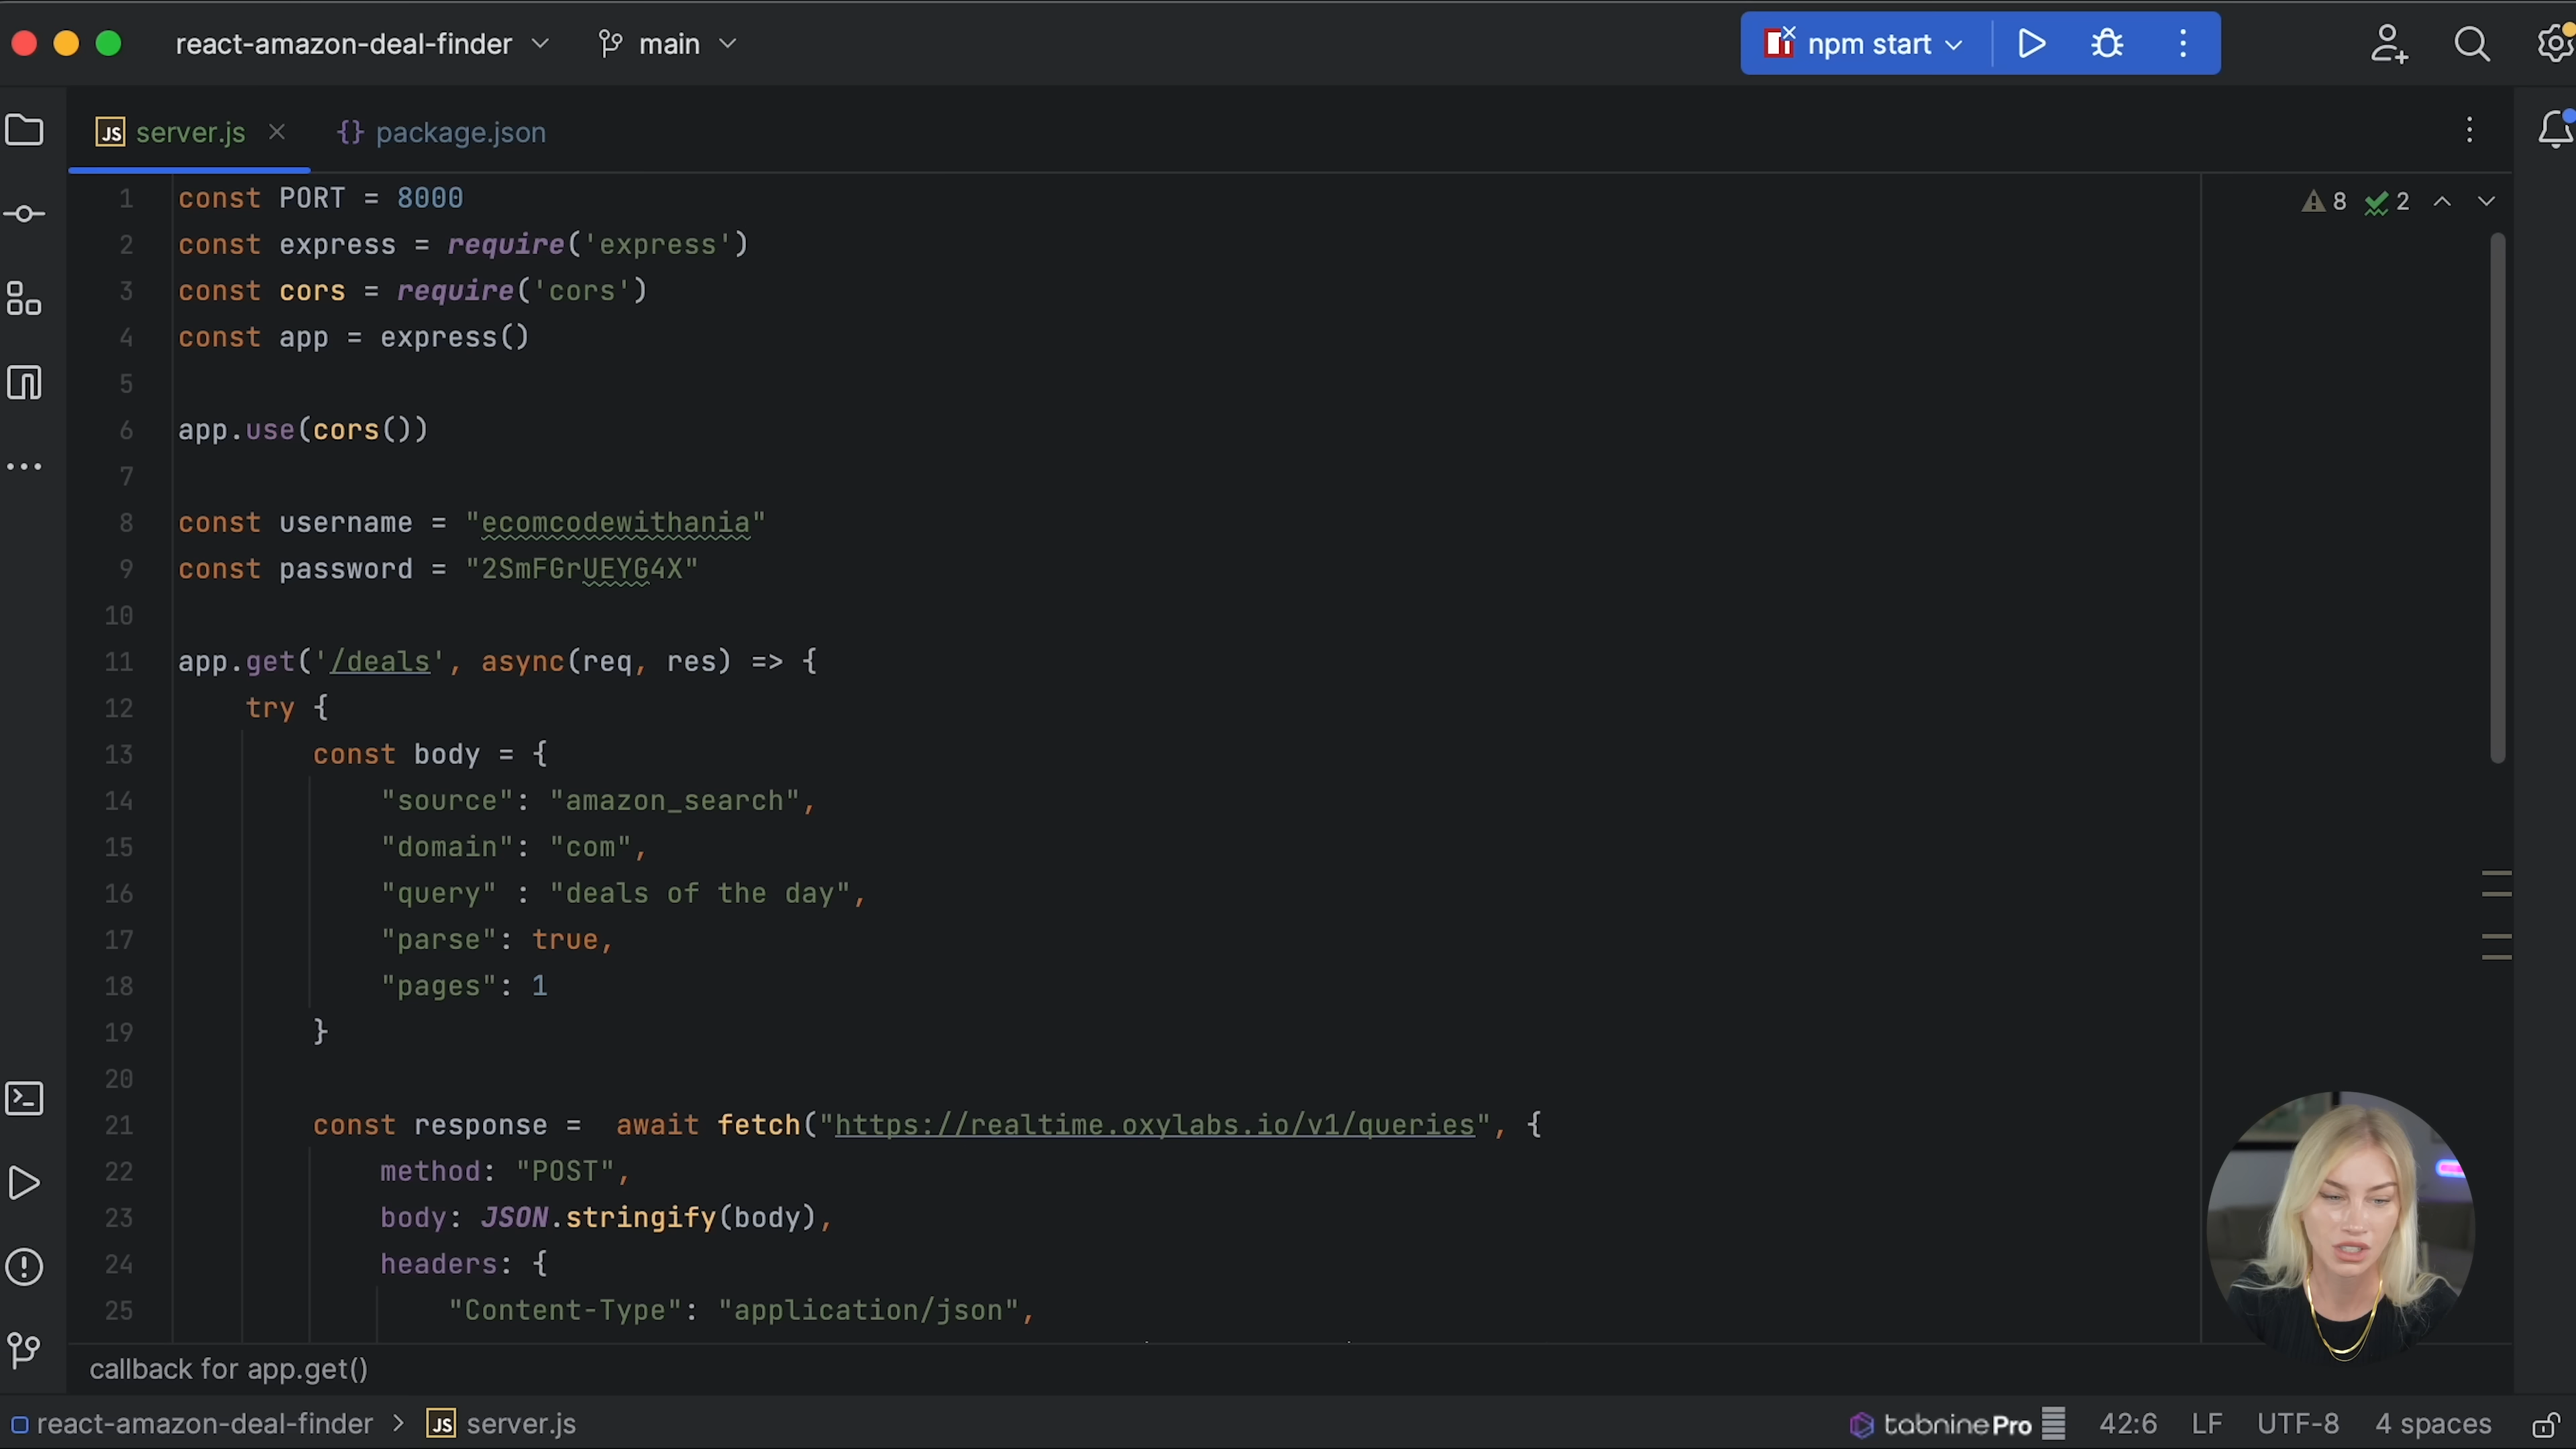 react-amazon-deal-finder main npm start
JS server.js {} package.json
1 const PORT = 8000 8 2
2 const express = require('express')
3 const cors = require('cors')
4 const app = express()
5
6 app.use(cors())
7
8 const username = "ecomcodewithania"
9 const password = "2SmFGrUEYG4X"
10
11 app.get('/deals', async(req, res) => {
12 try {
13 const body = {
14 "source": "amazon_search",
15 "domain": "com",
16 "query" : "deals of the day",
17 "parse": true,
18 "pages": 1
19 }
20
21 const response = await fetch("https://realtime.oxylabs.io/v1/queries", {
22 method: "POST",
23 body: JSON.stringify(body),
24 headers: {
25 "Content-Type": "application/json",
callback for app.get()
react-amazon-deal-finder > JS server.js tabnine Pro 42:6 LF UTF-8 4 spaces